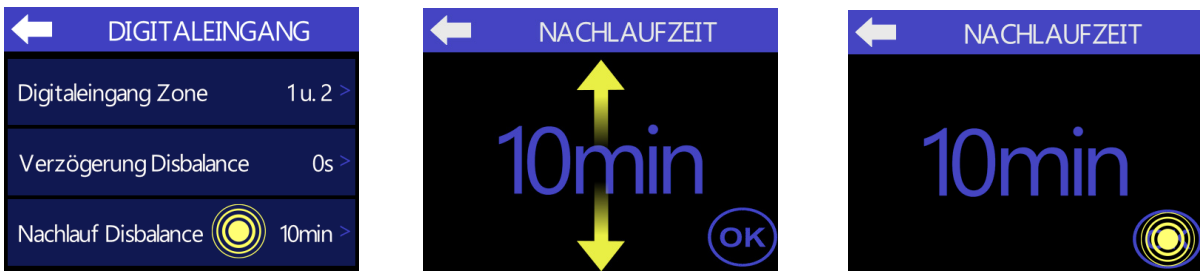 DIGITALEINGANG
Digitaleingang Zone 1 u. 2 >
Verzögerung Disbalance 0s >
Nachlauf Disbalance 10min >
NACHLAUFZEIT
10min
OK
NACHLAUFZEIT
10min